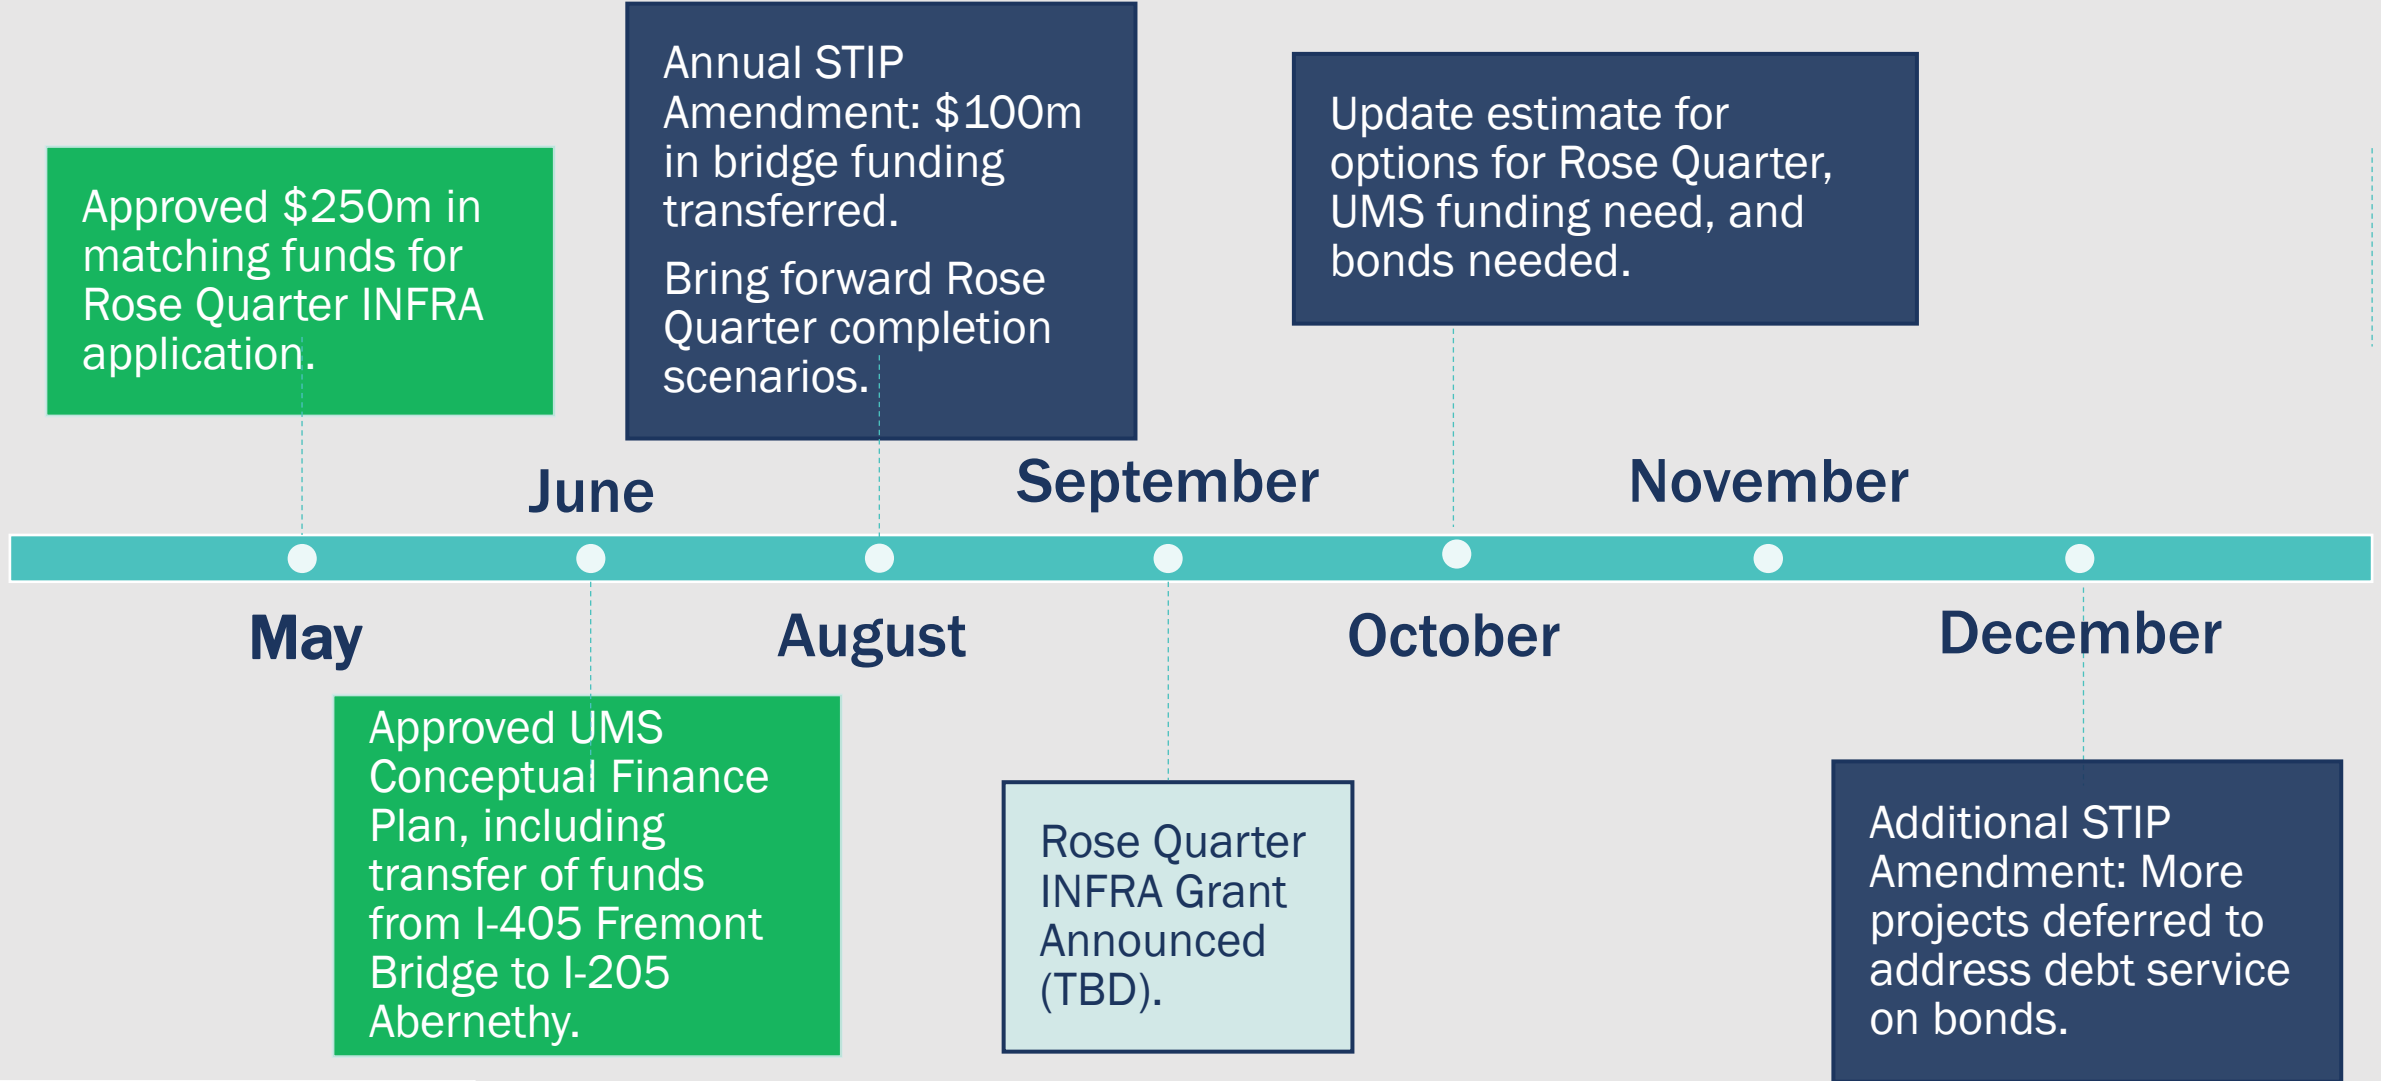 Annual STIP
Amendment: $100m
in bridge funding
transferred.
Bring forward Rose
Quarter completion
scenarios.
Update estimate for
options for Rose Quarter,
UMS funding need, and
bonds needed.
Approved $250m in
matching funds for
Rose Quarter INFRA
application.
June
September
November
May
August
October
December
Approved UMS
Conceptual Finance
Plan, including
transfer of funds
from I-405 Fremont
Bridge to I-205
Abernethy.
Rose Quarter
INFRA Grant
Announced
(TBD).
Additional STIP
Amendment: More
projects deferred to
address debt service
on bonds.